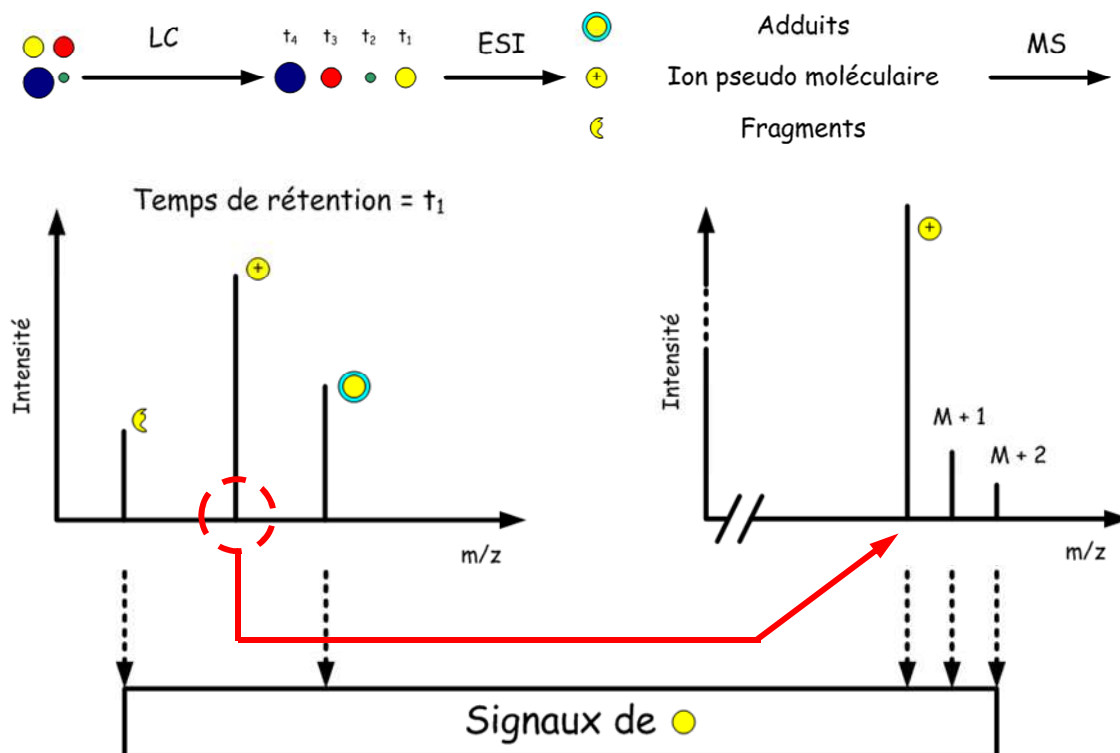 LC
t₄ t₃ t₂ t₁
ESI
Adduits
+ Ion pseudo moléculaire
Fragments
MS
Temps de rétention = t₁
Intensité
+
m/z
Intensité
+
M + 1
M + 2
m/z
Signaux de